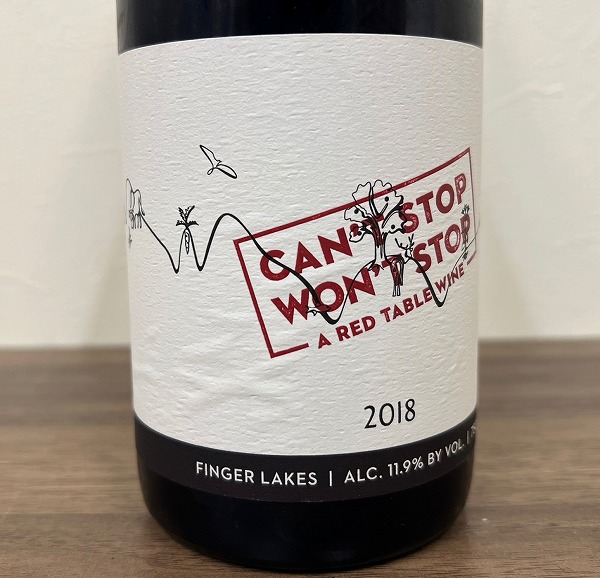 CAN'T STOP
WON'T STOP
A RED TABLE WINE
2018
FINGER LAKES | ALC. 11.9% BY VOL. |